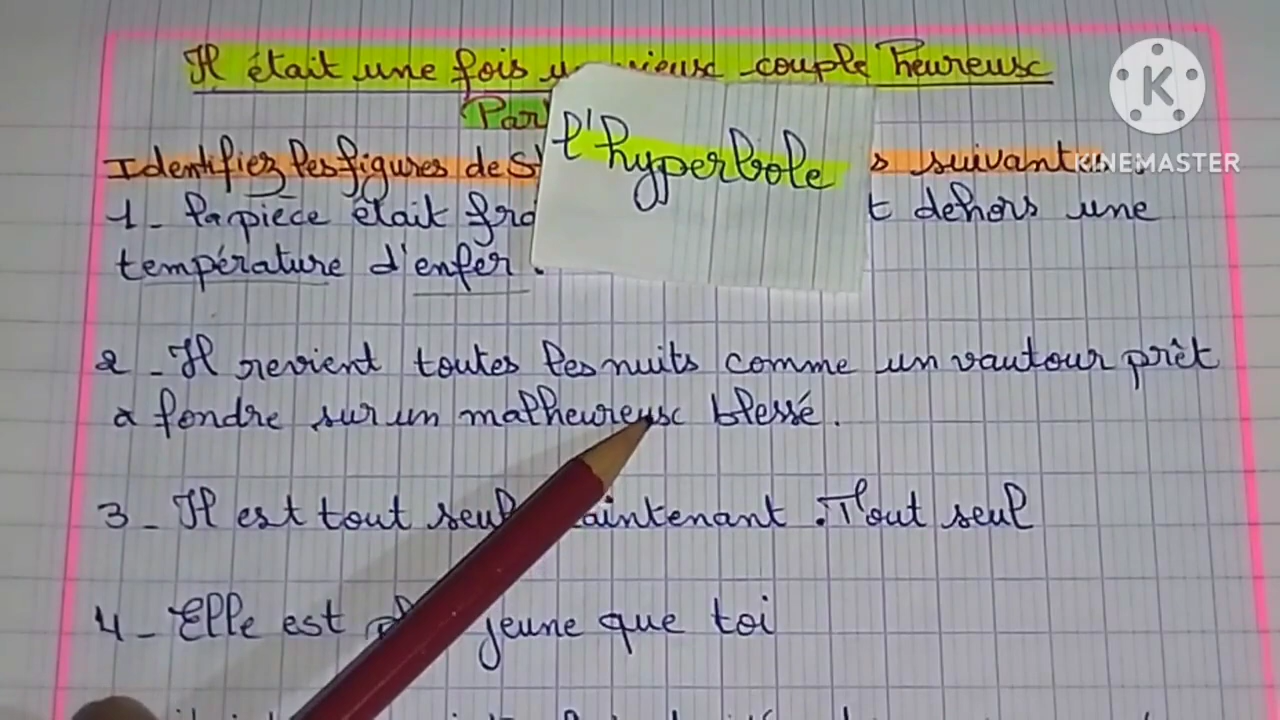 Il était une fois un vieux couple heureux
Par
l'hyperbole
Identifiez les figures de s suivantes.
KINEMASTER
1 - la pièce était fro t dehors une
température d'enfer.
2 - Il revient toutes les nuits comme un vautour prêt
a fondre sur un malheureux blessé.
3 - Il est tout seul maintenant. Tout seul
4 - Elle est jeune que toi